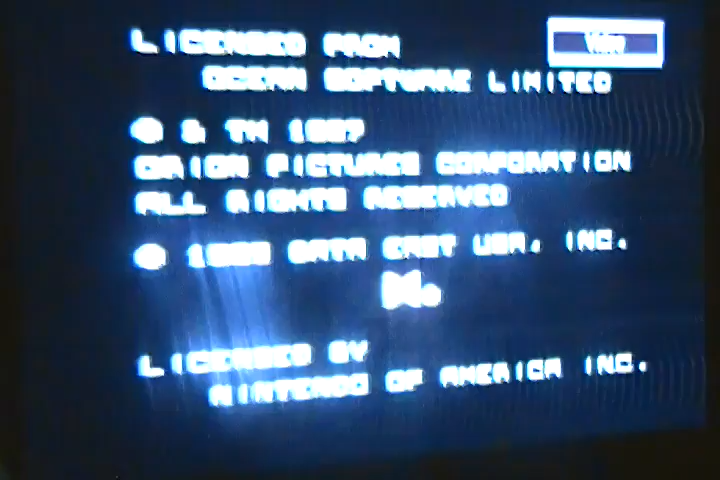 LICENSED FROM
Video
OCEAN SOFTWARE LIMITED
© & TM 1987
ORION PICTURES CORPORATION
ALL RIGHTS RESERVED
© DATA EAST USA, INC.
LICENSED BY
NINTENDO OF AMERICA INC.